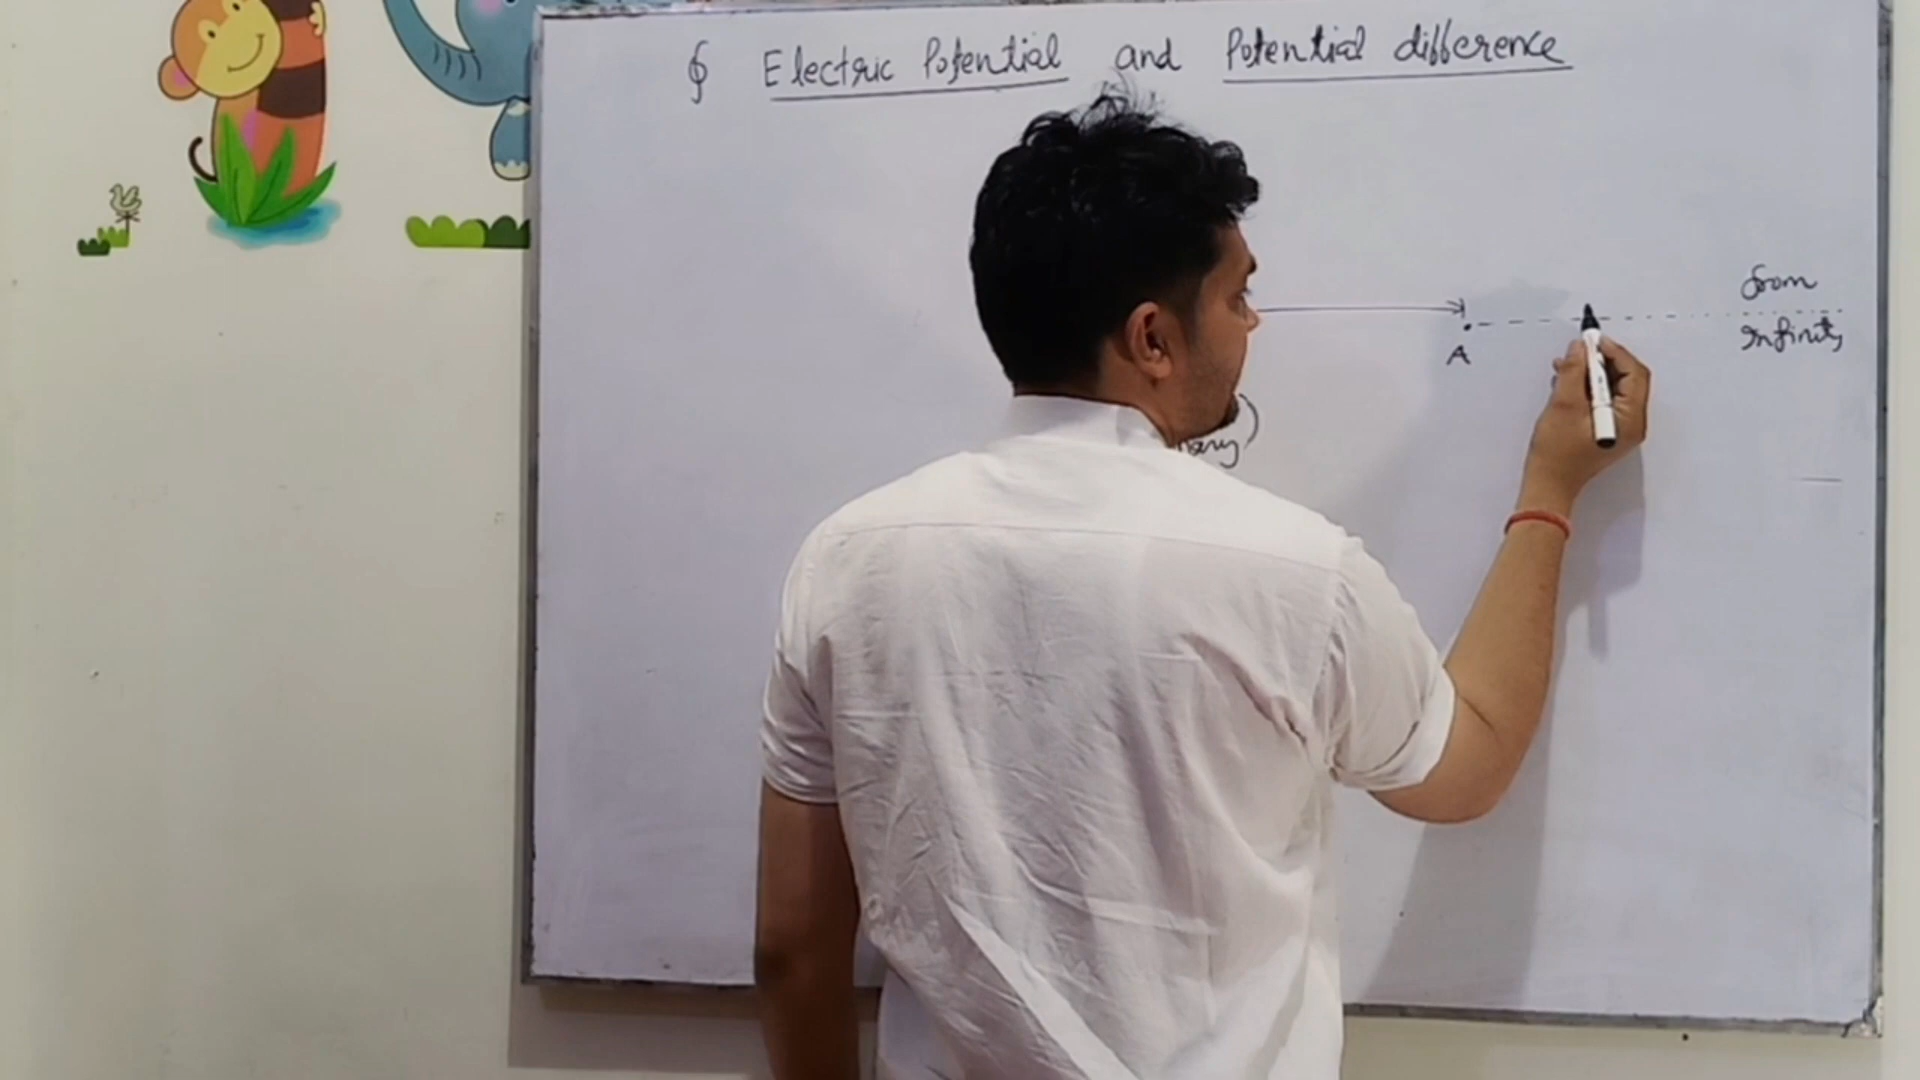 § Electric Potential and Potential difference
from
A
Infinity